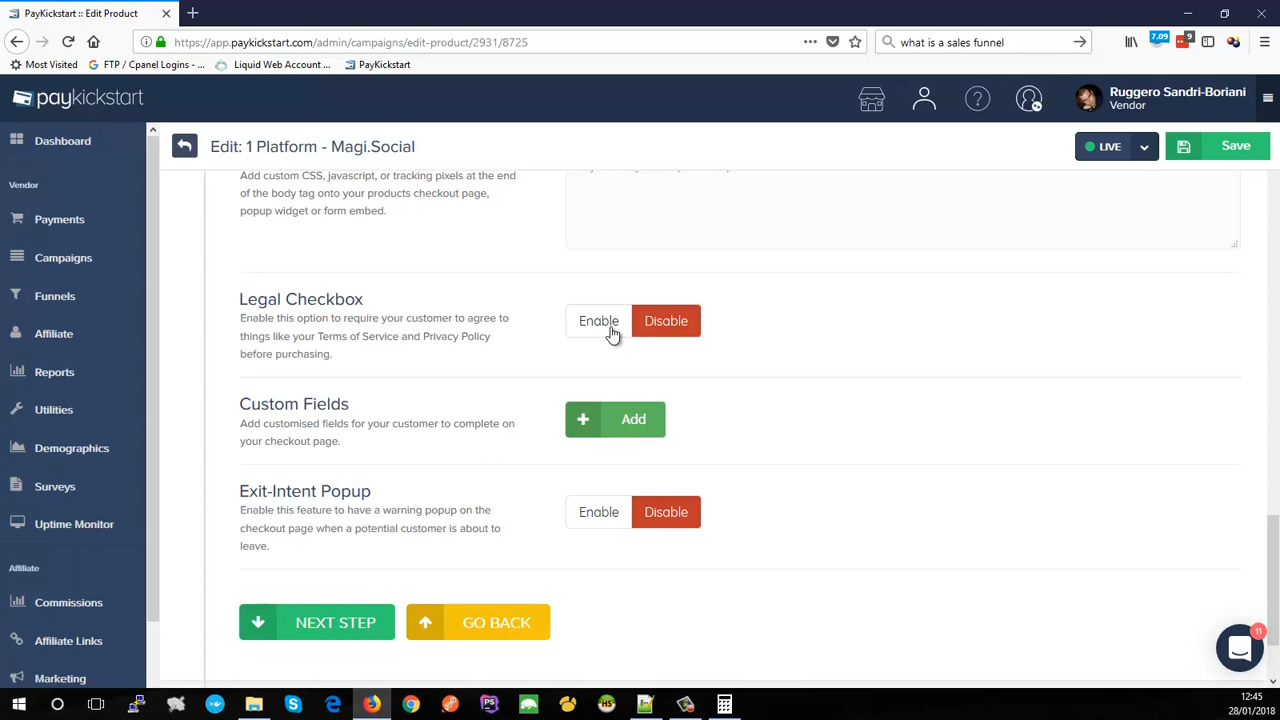 PayKickstart :: Edit Product
https://app.paykickstart.com/admin/campaigns/edit-product/2931/8725
what is a sales funnel
7.09
9
Most Visited
FTP / Cpanel Logins - ...
Liquid Web Account ...
PayKickstart
paykickstart
Ruggero Sandri-Boriani
Vendor
Dashboard
Vendor
Payments
Campaigns
Funnels
Affiliate
Reports
Utilities
Demographics
Surveys
Uptime Monitor
Affiliate
Commissions
Affiliate Links
Marketing
Edit: 1 Platform - Magi.Social
LIVE
Save
Add custom CSS, javascript, or tracking pixels at the end
of the body tag onto your products checkout page,
popup widget or form embed.
Legal Checkbox
Enable this option to require your customer to agree to
things like your Terms of Service and Privacy Policy
before purchasing.
Enable
Disable
Custom Fields
Add customised fields for your customer to complete on
your checkout page.
Add
Exit-Intent Popup
Enable this feature to have a warning popup on the
checkout page when a potential customer is about to
leave.
Enable
Disable
NEXT STEP
GO BACK
11
12:45
28/01/2018